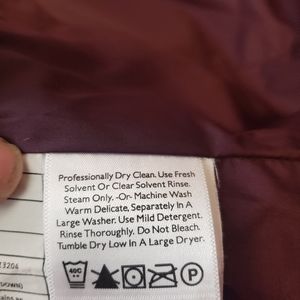 Professionally Dry Clean. Use Fresh
Solvent Or Clear Solvent Rinse.
Steam Only. -Or- Machine Wash
Warm Delicate, Separately In A
Large Washer. Use Mild Detergent.
Rinse Thoroughly. Do Not Bleach.
Tumble Dry Low In A Large Dryer.
40C
P
3204